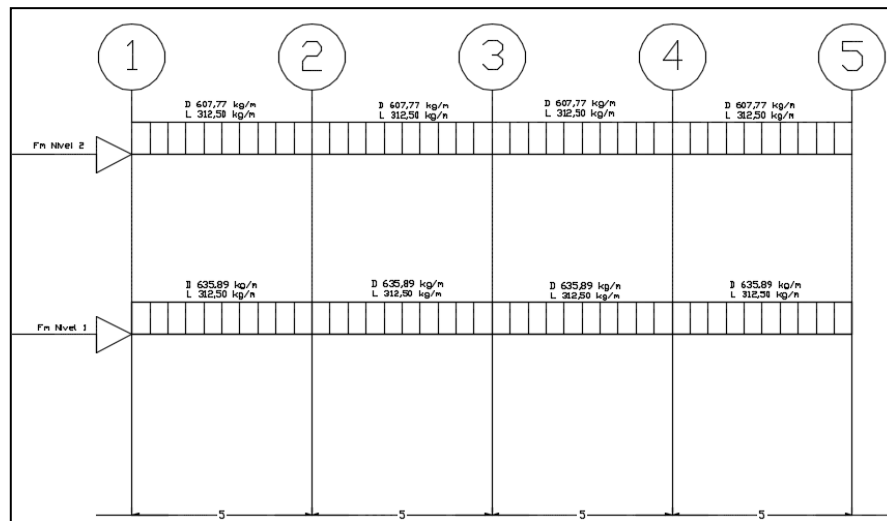 1 2 3 4 5
D 607,77 kg/m
L 312,50 kg/m
D 607,77 kg/m
L 312,50 kg/m
D 607,77 kg/m
L 312,50 kg/m
D 607,77 kg/m
L 312,50 kg/m
Fm Nivel 2
D 635,89 kg/m
L 312,50 kg/m
D 635,89 kg/m
L 312,50 kg/m
D 635,89 kg/m
L 312,50 kg/m
D 635,89 kg/m
L 312,50 kg/m
Fm Nivel 1
5 5 5 5